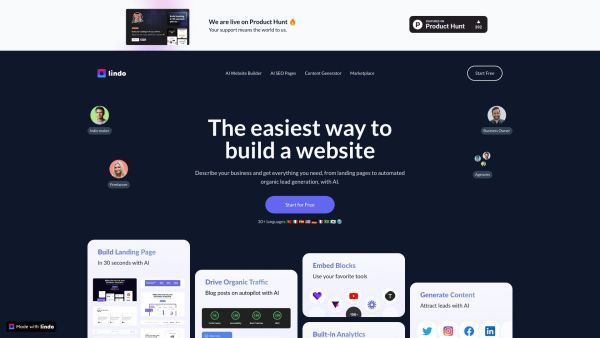 We are live on Product Hunt 🔥
Your support means the world to us.
FEATURED ON
Product Hunt
392
lindo
AI Website Builder
AI SEO Pages
Content Generator
Marketplace
Start Free
Indie maker
Business Owner
The easiest way to
build a website
Freelancer
Agencies
Describe your business and get everything you need, from landing pages to automated
organic lead generation, with AI.
Start for Free
30+ languages
Build Landing Page
In 30 seconds with AI
Drive Organic Traffic
Blog posts on autopilot with AI
Embed Blocks
Use your favorite tools
Generate Content
Attract leads with AI
Built-In Analytics
Made with lindo